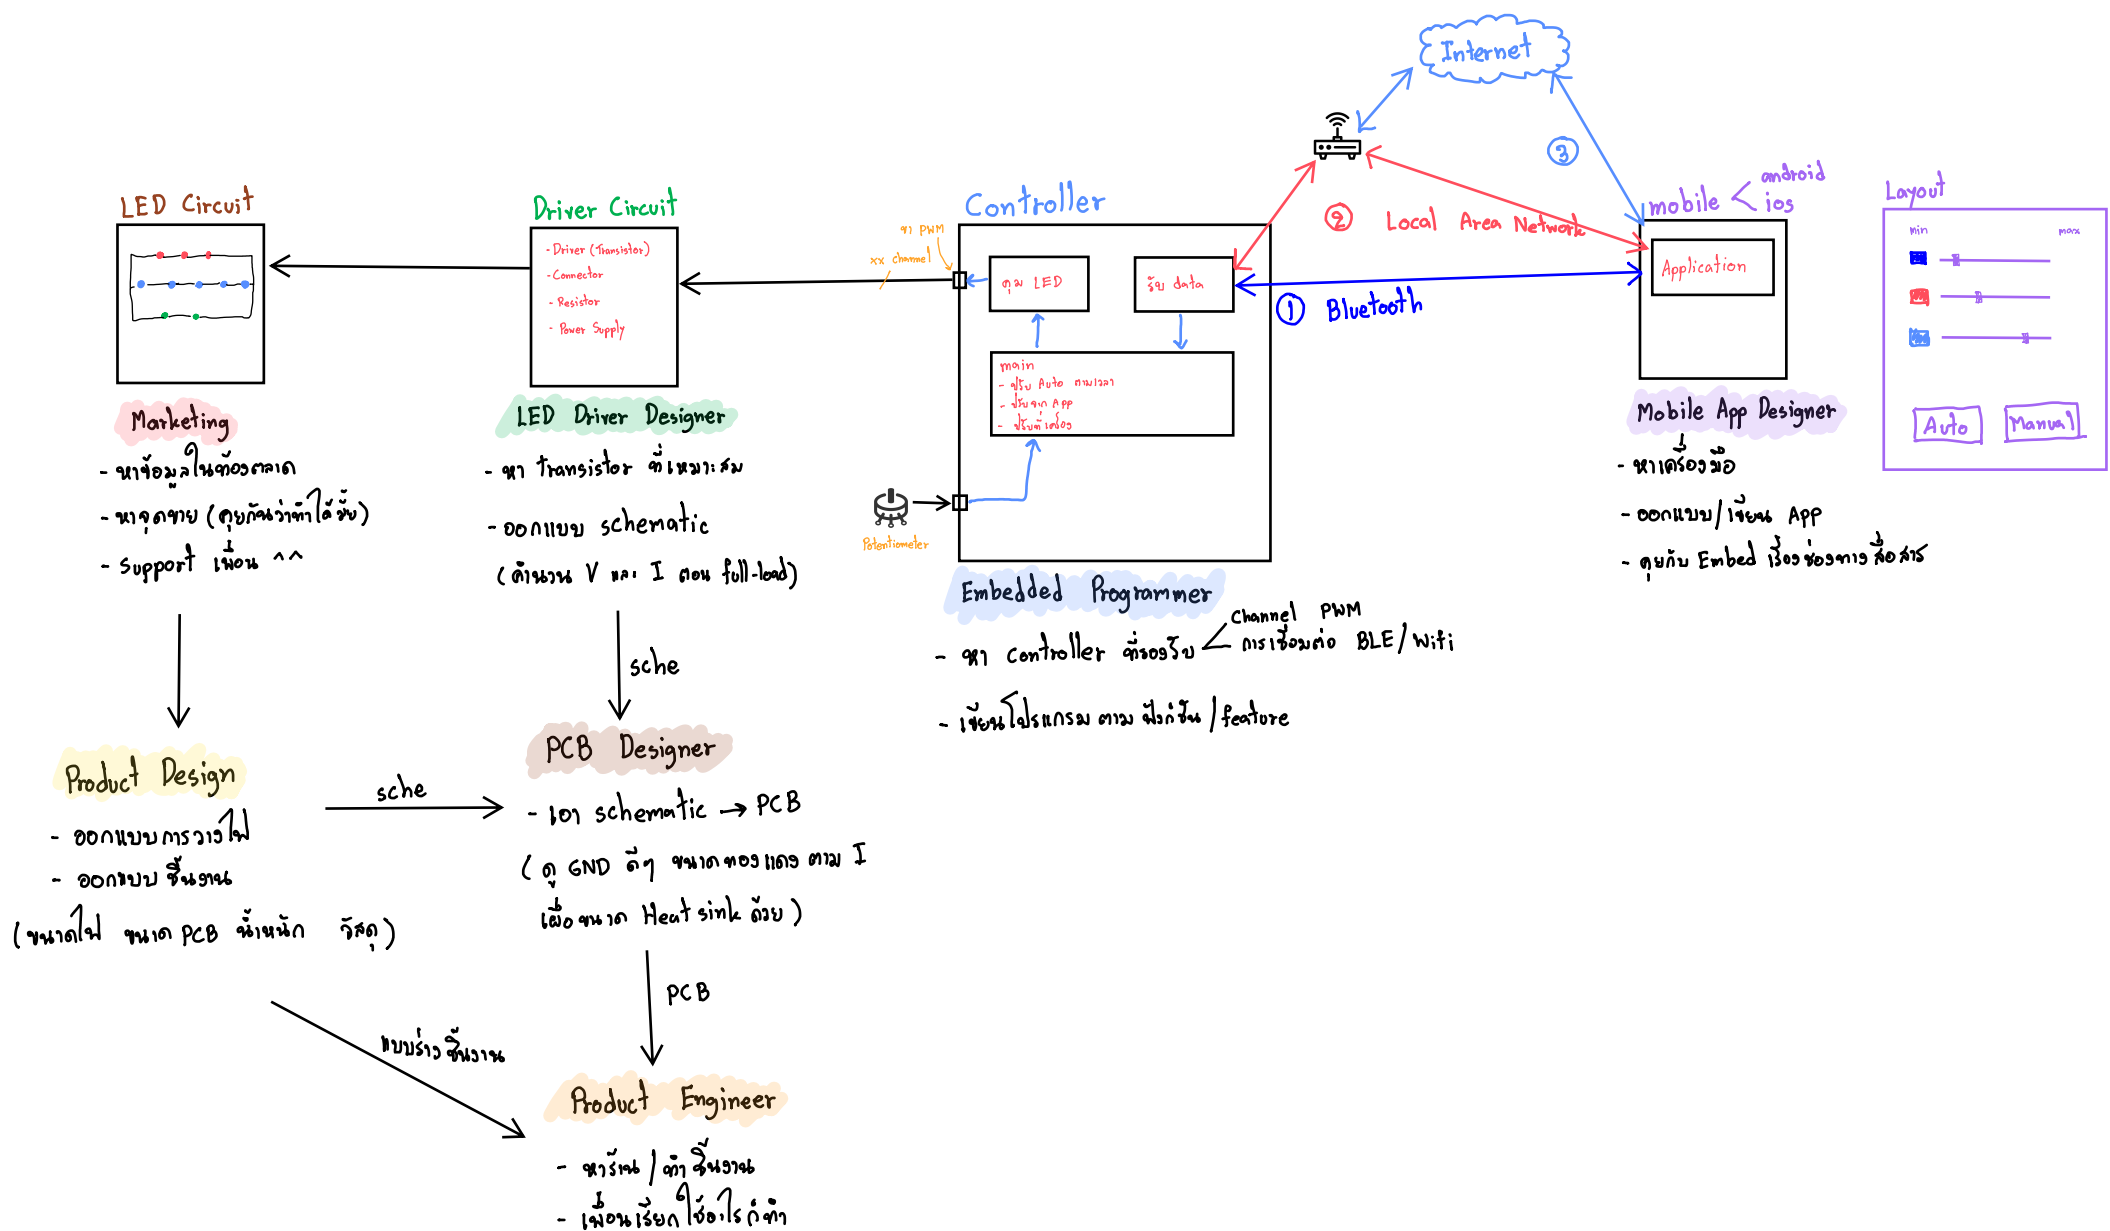 Internet
③
LED Circuit
Driver Circuit
- Driver (Transistor)
- Connector
- Resistor
- Power Supply
Controller
ขา PWM
xx channel
คุม LED
รับ data
main
- ปรับ Auto ตามเวลา
- ปรับจาก App
- ปรับที่เครื่อง
Potentiometer
② Local Area Network
① Bluetooth
mobile
android
ios
Application
Layout
min max
Auto Manual
Marketing
- หาข้อมูลในท้องตลาด
- หาจุดขาย (คุยกันว่าทำได้มั้ย)
- Support เพื่อน ^^
LED Driver Designer
- หา Transistor ที่เหมาะสม
- ออกแบบ schematic
(คำนวน V และ I ตอน full-load)
sche
Embedded Programmer
- หา Controller ที่รองรับ
Channel PWM
การเชื่อมต่อ BLE/Wifi
- เขียนโปรแกรม ตาม ฟังก์ชัน /feature
Mobile App Designer
- หาเครื่องมือ
- ออกแบบ/เขียน App
- คุยกับ Embed เรื่องช่องทางสื่อสาร
Product Design
- ออกแบบการวางไฟ
- ออกแบบ ชิ้นงาน
(ขนาดไฟ ขนาด PCB น้ำหนัก วัสดุ)
sche
PCB Designer
- เอา schematic → PCB
( ดู GND ดีๆ ขนาดทองแดง ตาม I
เผื่อขนาด Heat sink ด้วย )
PCB
แบบร่างชิ้นงาน
Product Engineer
- หาร้าน / ทำชิ้นงาน
- เพื่อนเรียกใช้อะไรก็ทำ